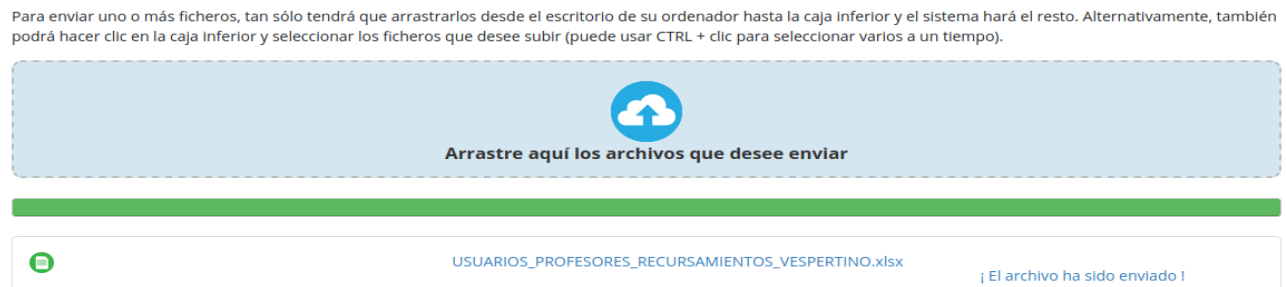 Para enviar uno o más ficheros, tan sólo tendrá que arrastrarlos desde el escritorio de su ordenador hasta la caja inferior y el sistema hará el resto. Alternativamente, también
podrá hacer clic en la caja inferior y seleccionar los ficheros que desee subir (puede usar CTRL + clic para seleccionar varios a un tiempo).
Arrastre aquí los archivos que desee enviar
USUARIOS_PROFESORES_RECURSAMIENTOS_VESPERTINO.xlsx
¡ El archivo ha sido enviado !